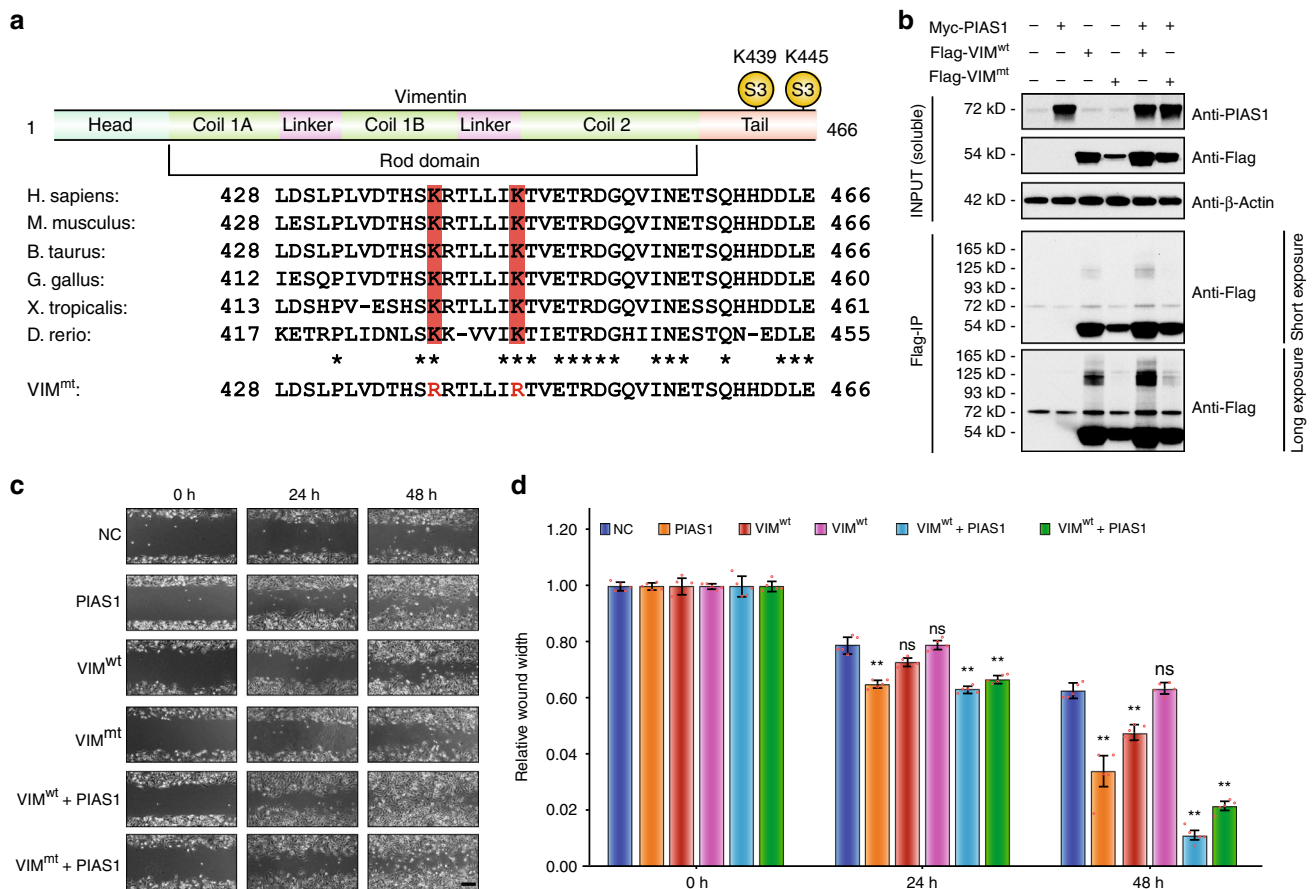 a
K439 K445
S3 S3
Vimentin
1 Head Coil 1A Linker Coil 1B Linker Coil 2 Tail 466
Rod domain
H. sapiens: 428 LDSLPLVDTHSKRTLLIKTVETRDGQVINETSQHHDDLE 466
M. musculus: 428 LESLPLVDTHSKRTLLIKTVETRDGQVINETSQHHDDLE 466
B. taurus: 428 LDSLPLVDTHSKRTLLIKTVETRDGQVINETSQHHDDLE 466
G. gallus: 412 IESQPIVDTHSKRTLLIKTVETRDGQVINETSQHHDDLE 460
X. tropicalis: 413 LDSHPV-ESHSKRTLLIKTVETRDGQVINESSQHHDDLE 461
D. rerio: 417 KETRPLIDNLSKK-VVIKTIETRDGHIINESTQN-EDLE 455
* ** *** ***** *** * ***
VIMmt: 428 LDSLPLVDTHSRRTLLIRTVETRDGQVINETSQHHDDLE 466
b
Myc-PIAS1 – + – – + +
Flag-VIMwt – – + – + –
Flag-VIMmt – – – + – +
INPUT (soluble)
72 kD - Anti-PIAS1
54 kD - Anti-Flag
42 kD - Anti-β-Actin
Flag-IP
165 kD -
125 kD -
93 kD -
72 kD -
54 kD -
Anti-Flag
Short exposure
165 kD -
125 kD -
93 kD -
72 kD -
54 kD -
Anti-Flag
Long exposure
c
0 h 24 h 48 h
NC
PIAS1
VIMwt
VIMmt
VIMwt + PIAS1
VIMmt + PIAS1
d
Relative wound width
1.20
1.00
0.80
0.60
0.04
0.02
0.00
NC PIAS1 VIMwt VIMwt VIMwt + PIAS1 VIMwt + PIAS1
** ns ns ** **
** ** ns ** **
0 h 24 h 48 h